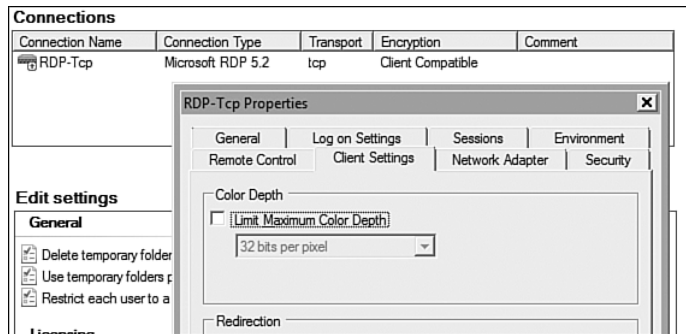 Connections
Connection Name Connection Type Transport Encryption Comment
RDP-Tcp Microsoft RDP 5.2 tcp Client Compatible
RDP-Tcp Properties
General Log on Settings Sessions Environment
Remote Control Client Settings Network Adapter Security
Color Depth
Limit Maximum Color Depth
32 bits per pixel
Redirection
Edit settings
General
Delete temporary folder
Use temporary folders p
Restrict each user to a
Licensing